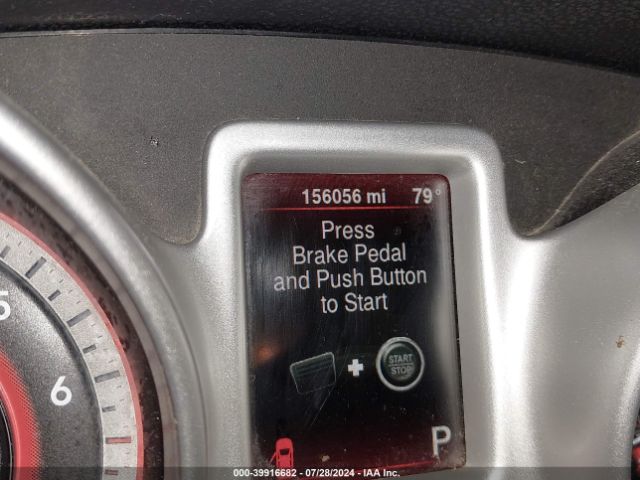 156056 mi 79°
Press
Brake Pedal
and Push Button
to Start
START
STOP
P
5
6
000-39916682 - 07/28/2024 - IAA Inc.